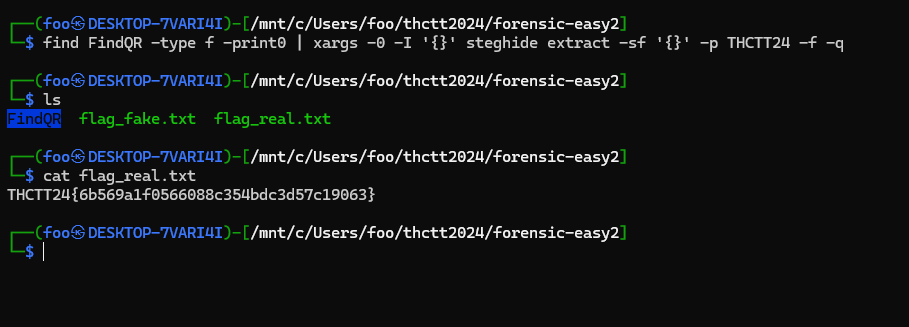 ┌──(foo㉿DESKTOP-7VARI4I)-[/mnt/c/Users/foo/thctt2024/forensic-easy2]
└─$ find FindQR -type f -print0 | xargs -0 -I '{}' steghide extract -sf '{}' -p THCTT24 -f -q
┌──(foo㉿DESKTOP-7VARI4I)-[/mnt/c/Users/foo/thctt2024/forensic-easy2]
└─$ ls
FindQR  flag_fake.txt  flag_real.txt
┌──(foo㉿DESKTOP-7VARI4I)-[/mnt/c/Users/foo/thctt2024/forensic-easy2]
└─$ cat flag_real.txt
THCTT24{6b569a1f0566088c354bdc3d57c19063}
┌──(foo㉿DESKTOP-7VARI4I)-[/mnt/c/Users/foo/thctt2024/forensic-easy2]
└─$